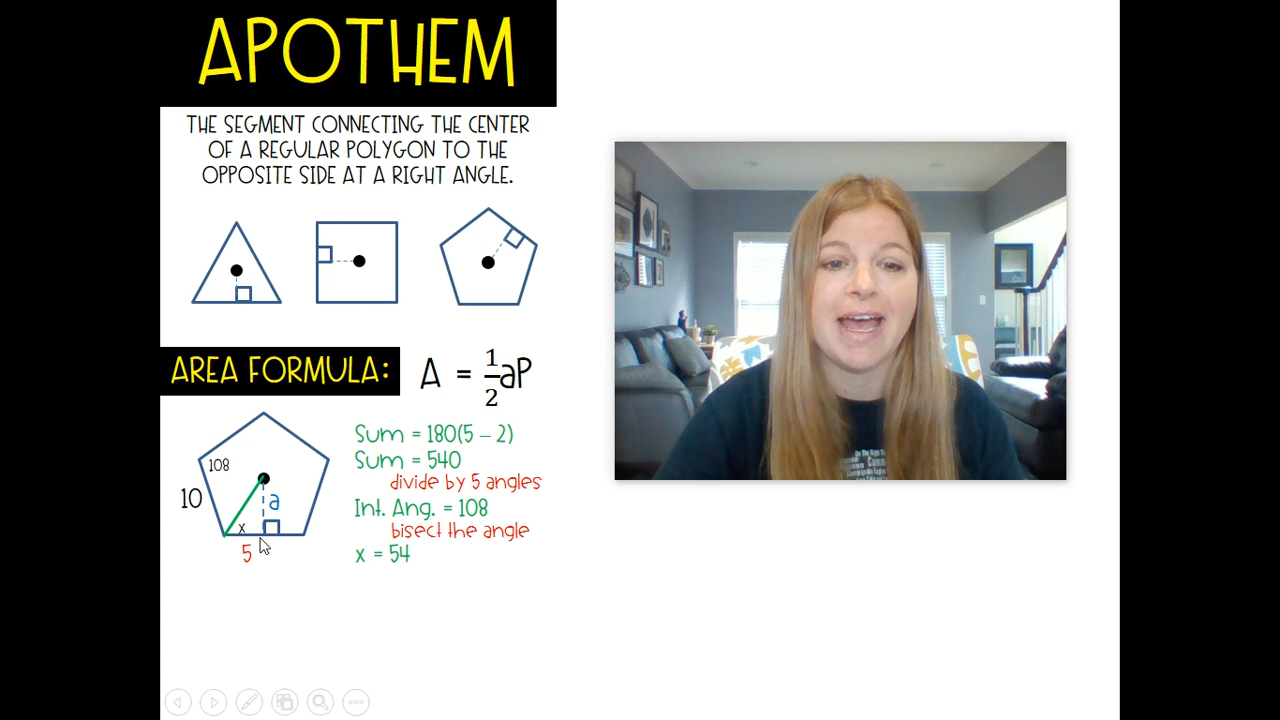 APOTHEM
THE SEGMENT CONNECTING THE CENTER
OF A REGULAR POLYGON TO THE
OPPOSITE SIDE AT A RIGHT ANGLE.
AREA FORMULA:
A = 1/2 aP
108
10
a
x
5
Sum = 180(5 – 2)
Sum = 540
divide by 5 angles
Int. Ang. = 108
bisect the angle
x = 54